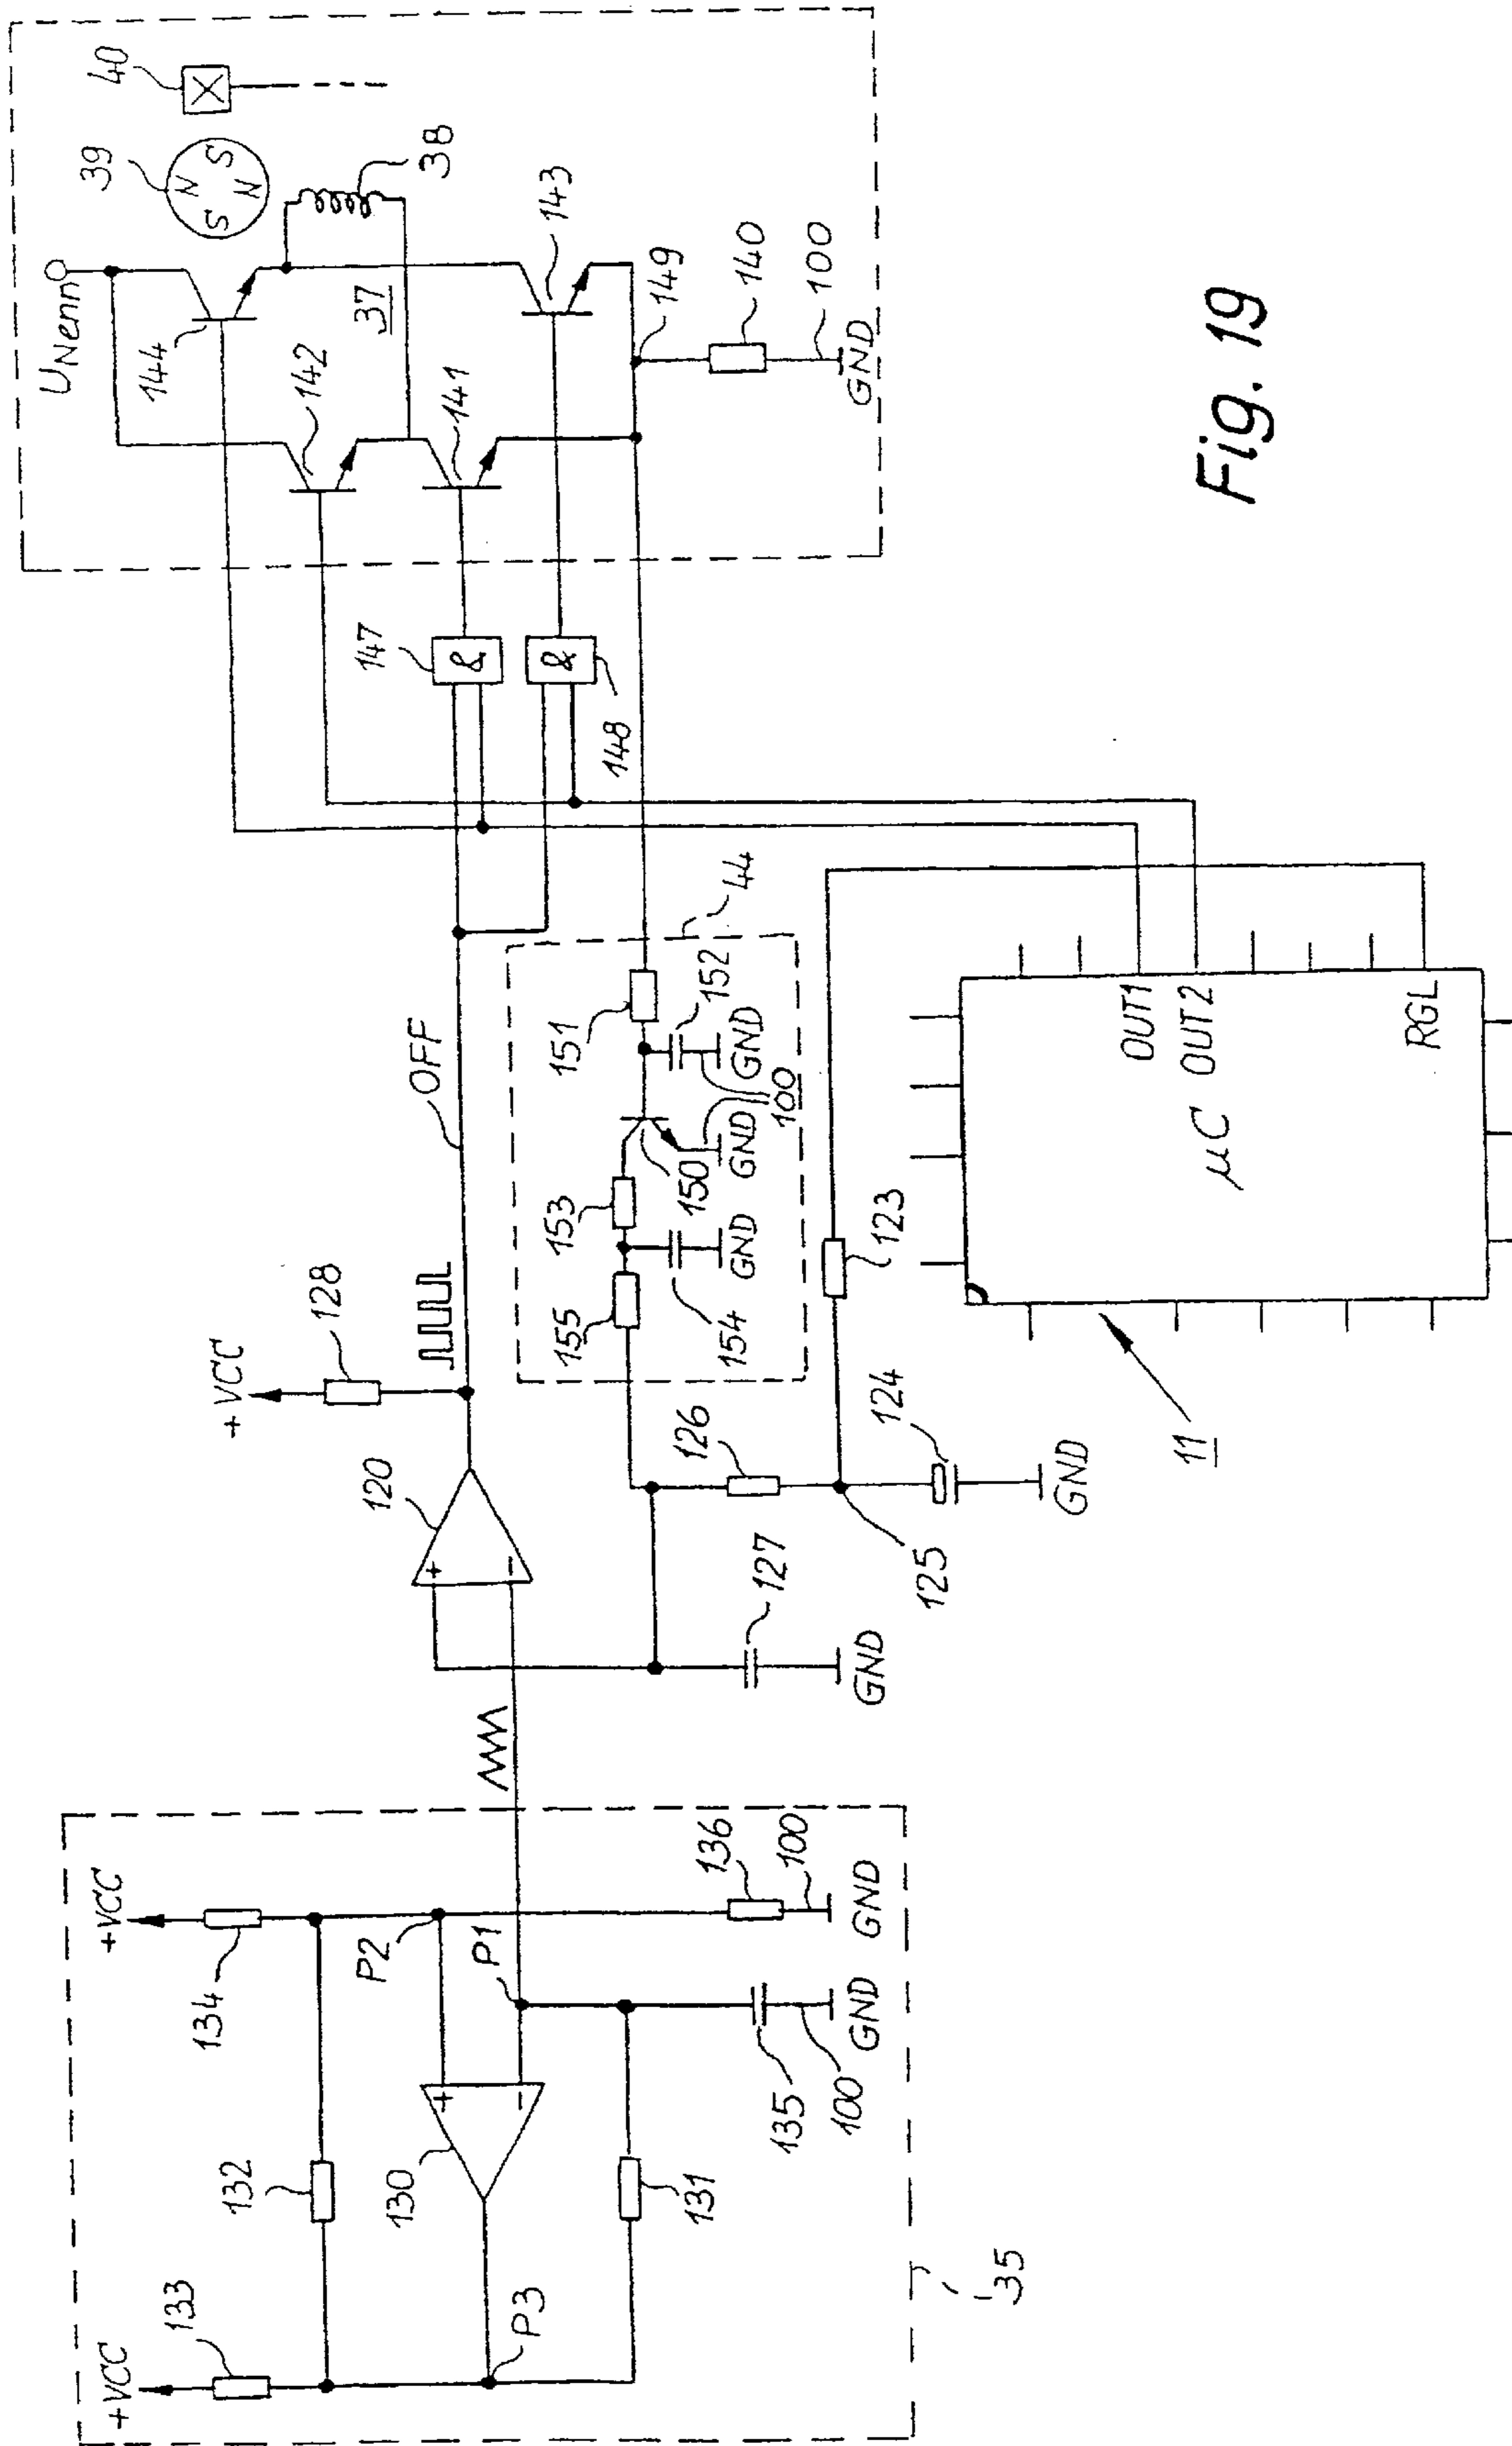 +VCC
133
132
134
+VCC
130
P3
P2
P1
131
135
100
GND
136
100
GND
35
+
−
120
+
−
+VCC
128
OFF
127
GND
126
125
124
GND
155
153
154
GND
150
GND
100
151
152
GND
44
123
11
µC
OUT1
OUT2
RGL
147
&
&
148
U_Nenn
144
142
141
37
143
149
140
100
GND
38
39
S
N
S
N
40
Fig. 19